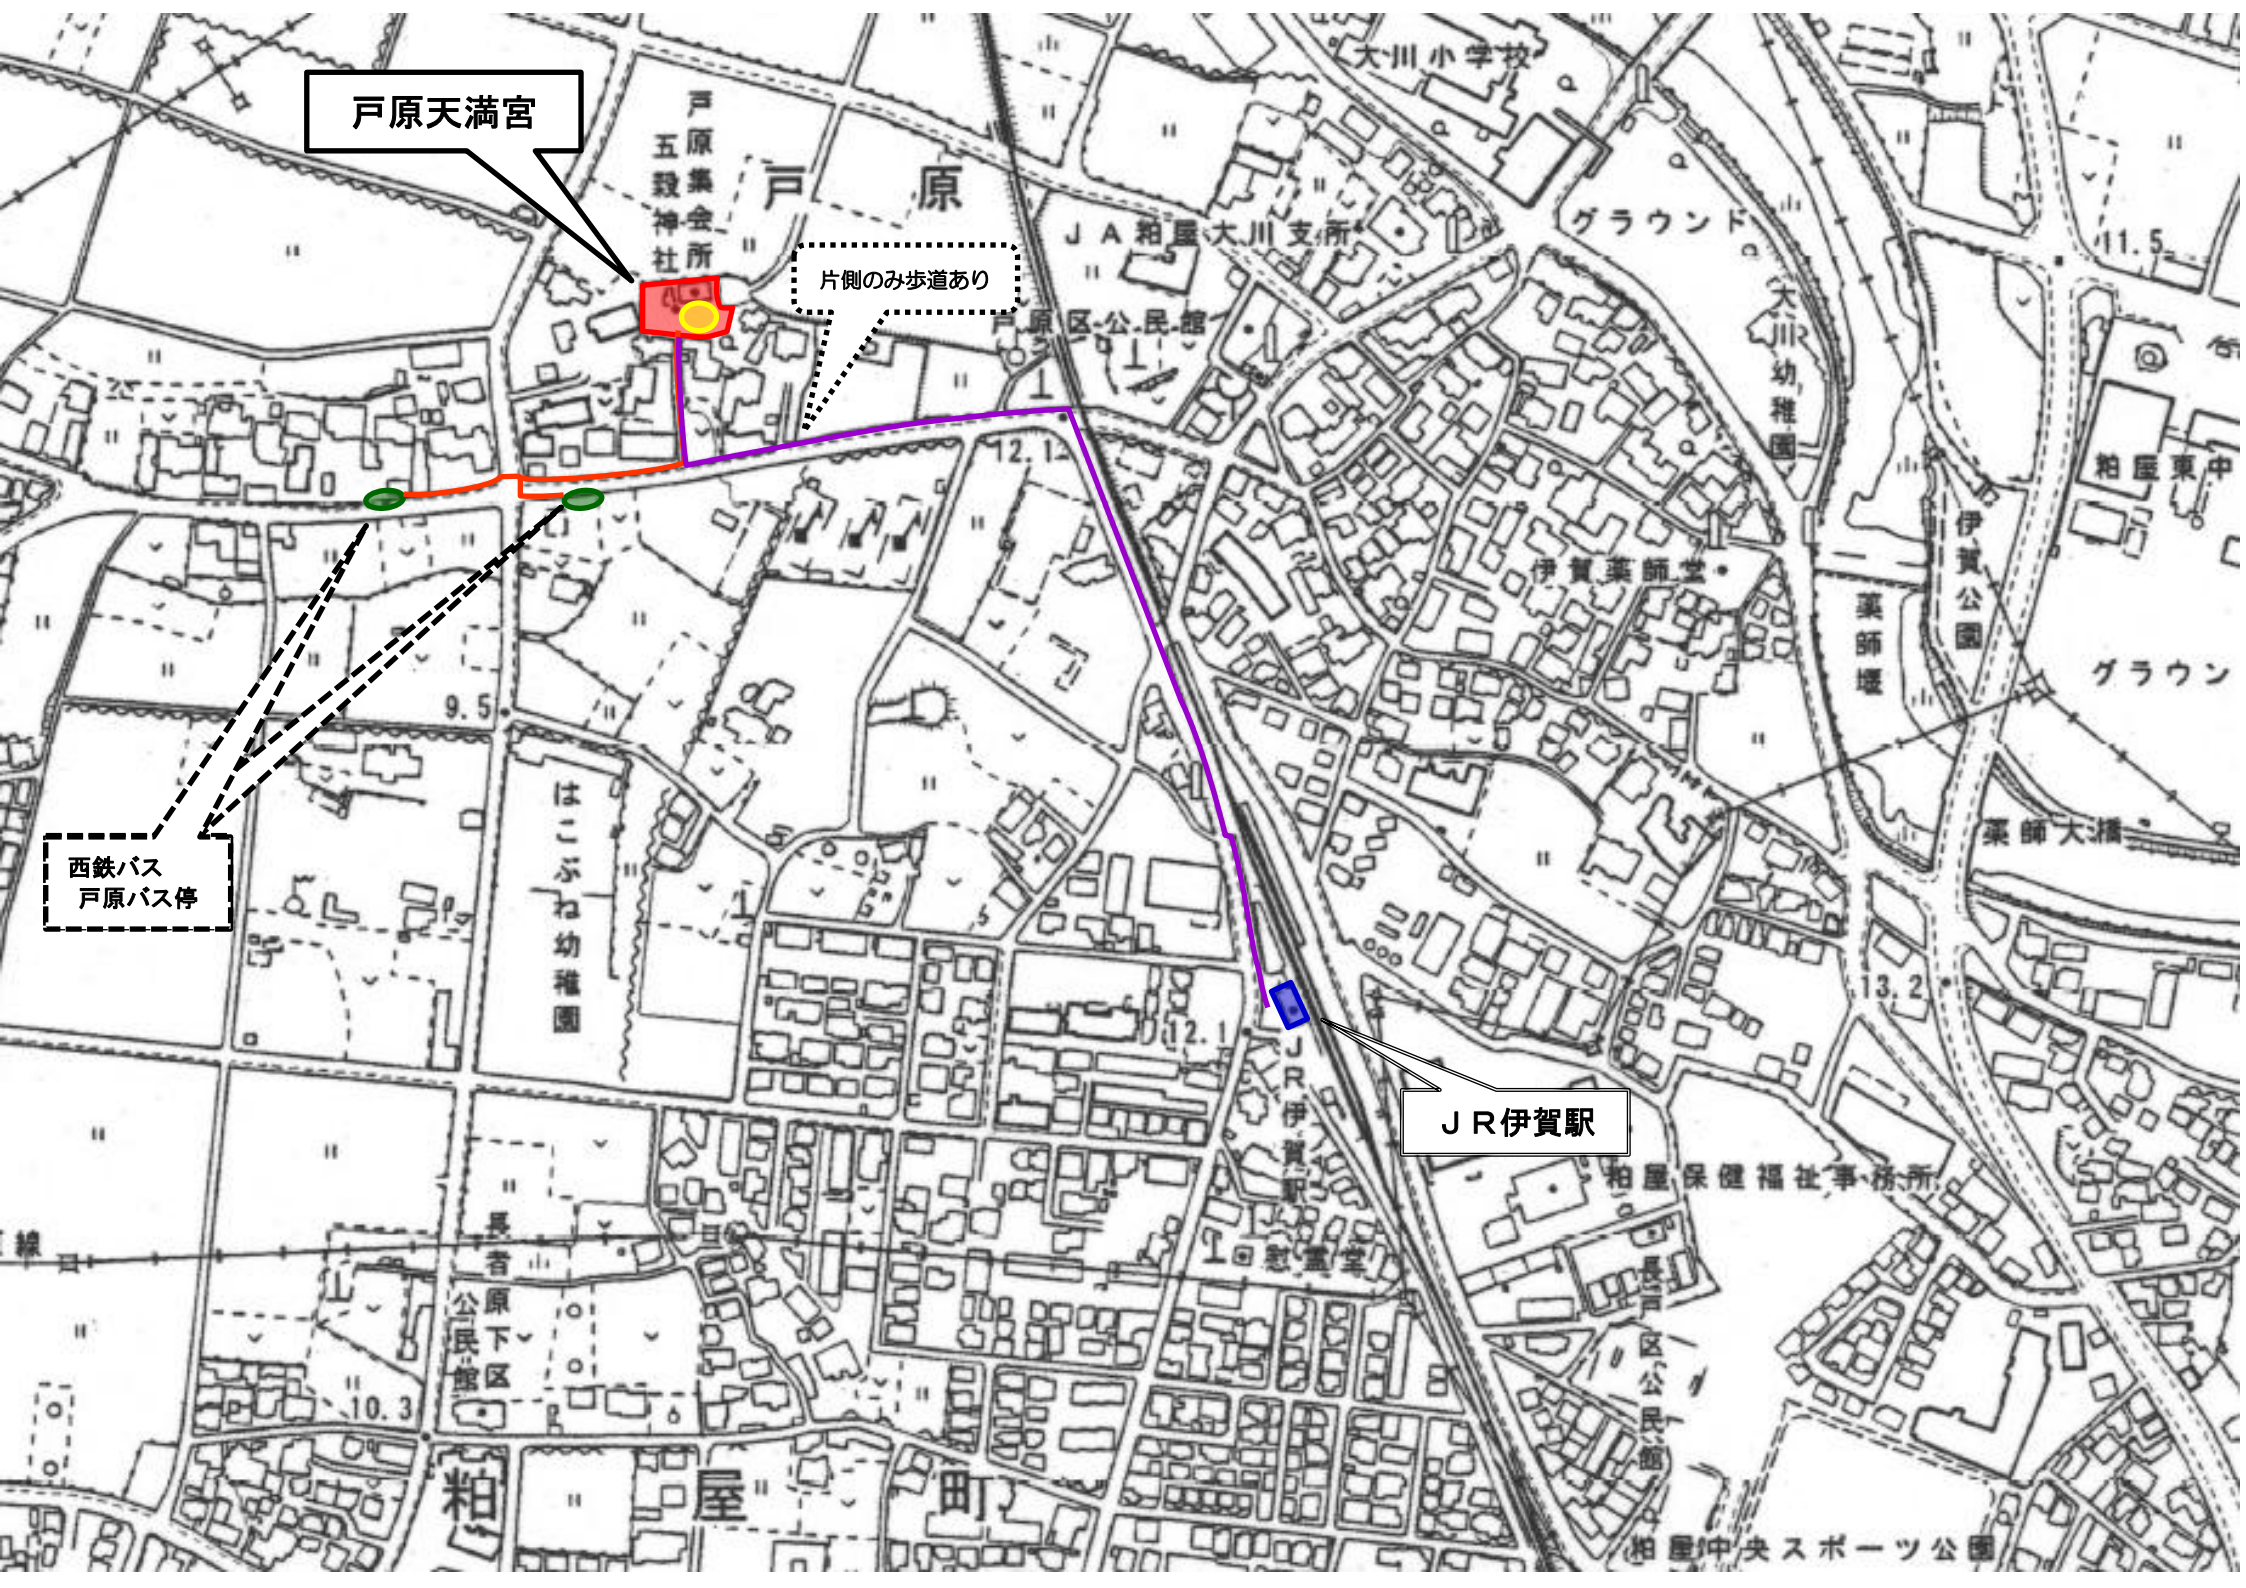 大川小学校
戸原天満宮
戸原集会所
五穀神社
戸原
グラウンド
JA粕屋大川支所
11.5
片側のみ歩道あり
戸原区公民館
大川幼稚園
12.1
粕屋東中
伊賀公園
伊賀薬師堂
薬師堰
グラウン
9.5
はこぶね幼稚園
薬師大橋
西鉄バス
戸原バス停
13.2
12.1
JR伊賀駅
JR伊賀駅
粕屋保健福祉事務所
線
慰霊堂
長者原下区
公民館
長戸区公民館
10.3
粕屋町
粕屋中央スポーツ公園